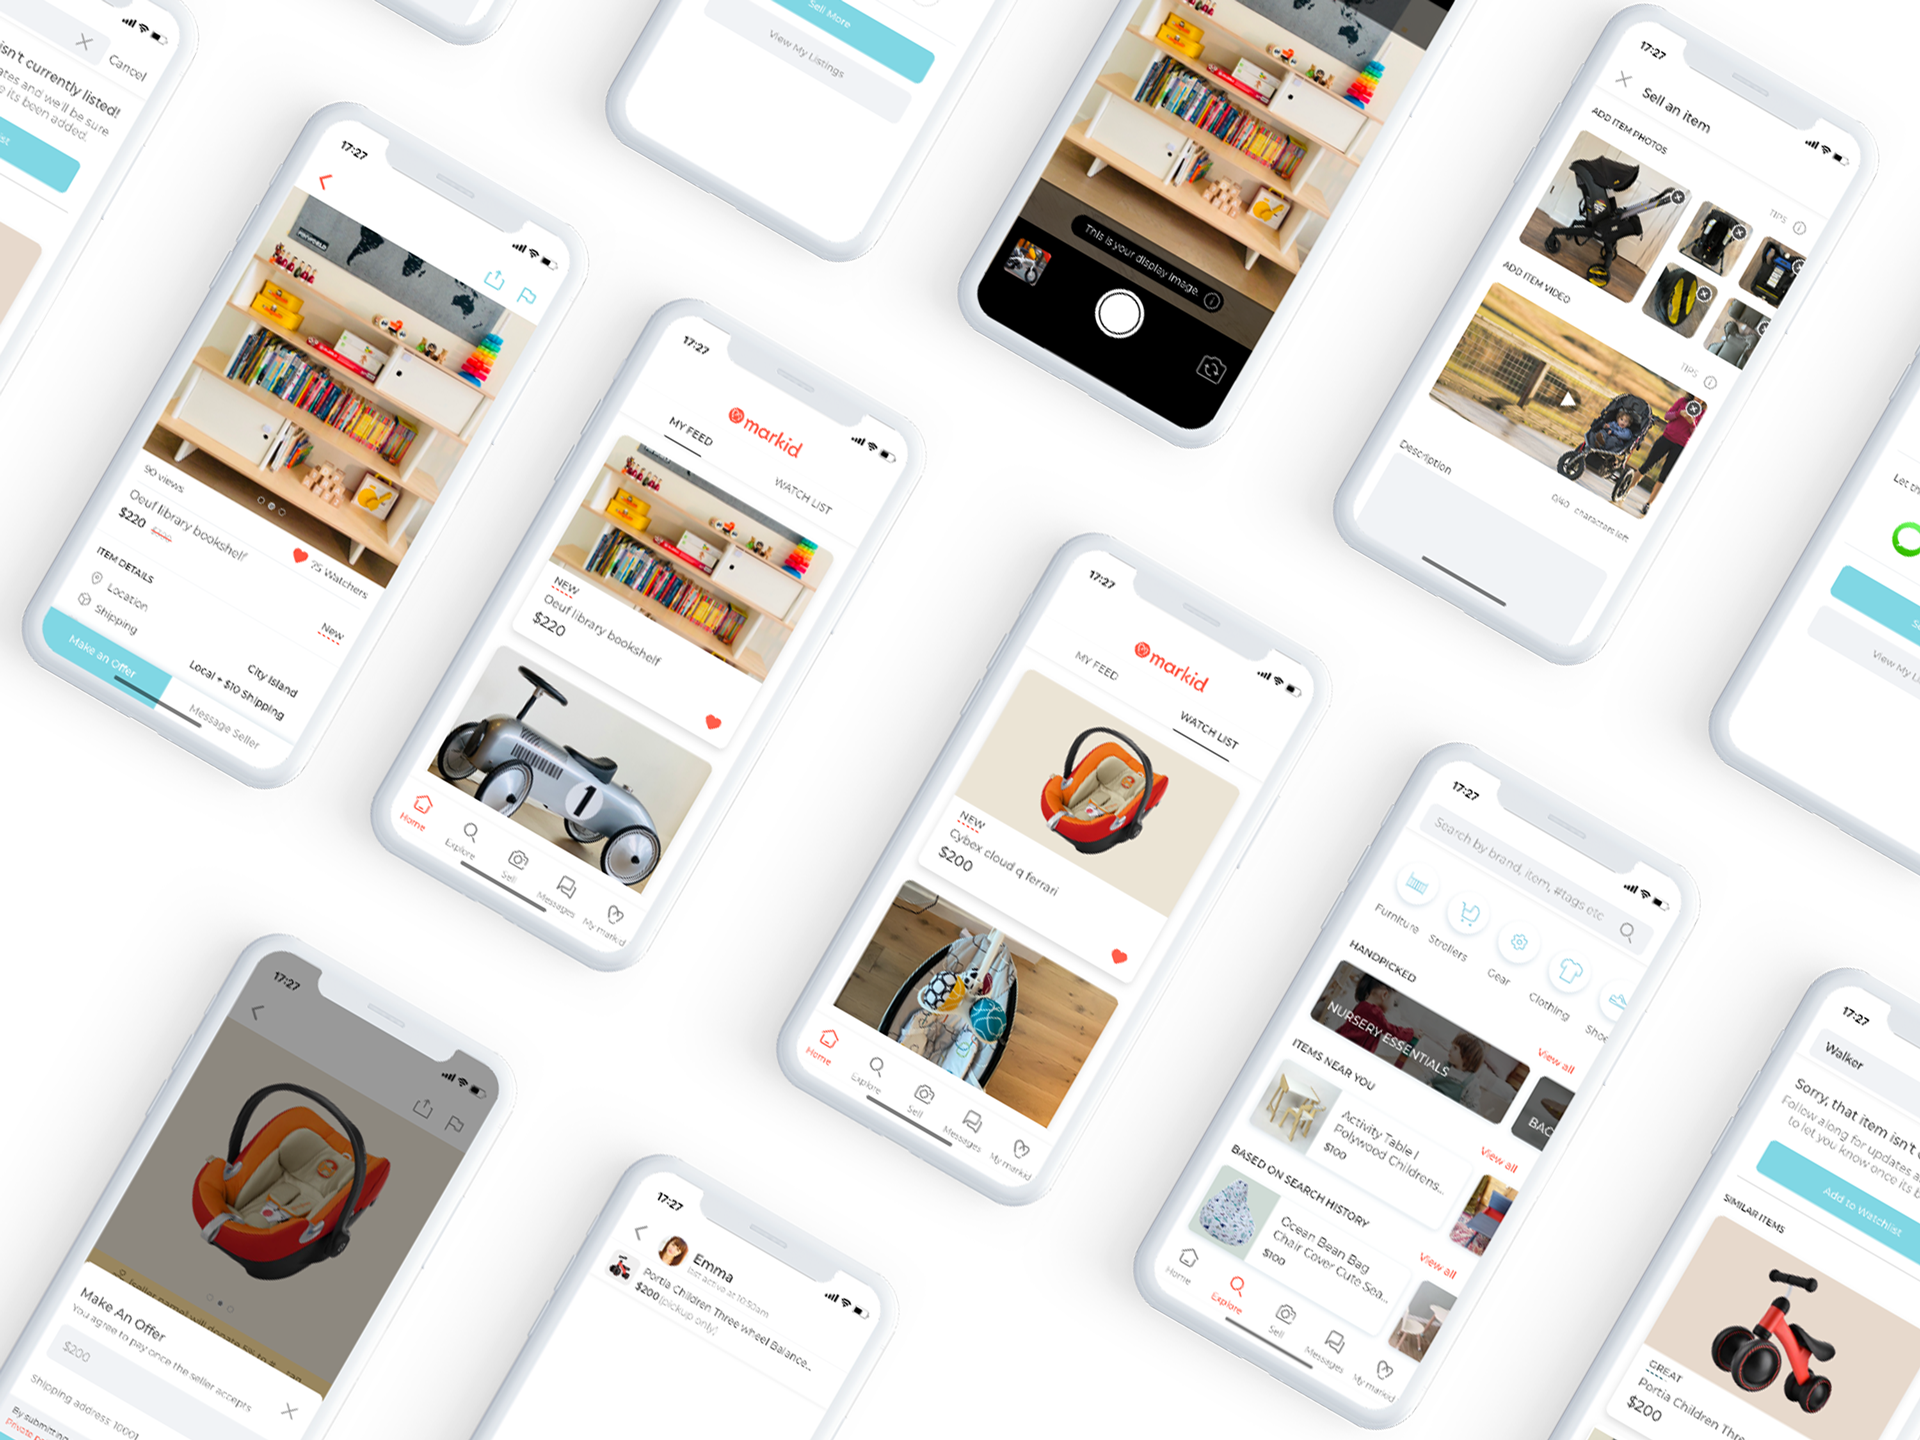 Cancel
isn't currently listed!
ates and we'll be sure
its been added.
Sell More
View My Listings
This is your display image.
17:27
Sell an item
ADD ITEM PHOTOS
TIPS
ADD ITEM VIDEO
TIPS
Description
0/40 characters left
17:27
90 views
Oeuf library bookshelf
$220
25 Watchers
ITEM DETAILS
New
Location
City Island
Shipping
Local + $10 Shipping
Make an Offer
Message Seller
17:27
markid
MY FEED
WATCH LIST
NEW
Oeuf library bookshelf
$220
1
Home
Explore
Sell
Messages
My markid
17:27
markid
MY FEED
WATCH LIST
NEW
Cybex cloud q ferrari
$200
Home
Explore
Sell
Messages
My markid
17:27
Search by brand, item, #tags etc
Furniture
Strollers
Gear
Clothing
Shoe
HANDPICKED
View all
NURSERY ESSENTIALS
BAC
ITEMS NEAR YOU
View all
Activity Table |
Polywood Childrens...
$100
BASED ON SEARCH HISTORY
View all
Ocean Bean Bag
Chair Cover Cute Sea...
$100
Home
Explore
Sell
Messages
My markid
Let th
View My Li
17:27
Make An Offer
You agree to pay once the seller accepts
$200
Shipping address 10001
By submitting
17:27
Emma
last active at 10:50am
Portia Children Three wheel Balance...
$200 (pickup only)
17:27
Walker
Sorry, that item isn't c
Follow along for updates a
to let you know once its b
Add to Watchlist
SIMILAR ITEMS
GREAT
Portia Children Thre
$200